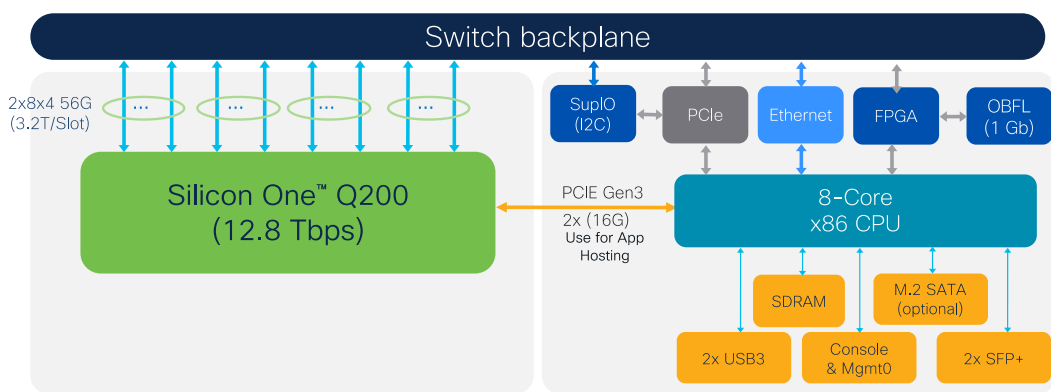 Switch backplane
2x8x4 56G
(3.2T/Slot)
...
...
...
...
SupIO
(I2C)
PCIe
Ethernet
FPGA
OBFL
(1 Gb)
Silicon One™ Q200
(12.8 Tbps)
PCIE Gen3
2x (16G)
Use for App
Hosting
8-Core
x86 CPU
SDRAM
M.2 SATA
(optional)
2x USB3
Console
& Mgmt0
2x SFP+